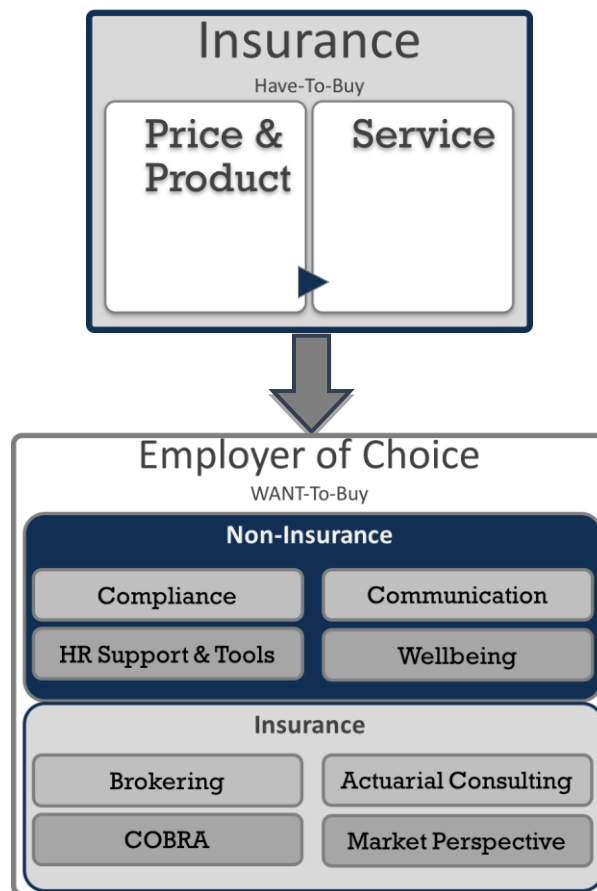 Insurance
Have-To-Buy
Price &
Product
Service
Employer of Choice
WANT-To-Buy
Non-Insurance
Compliance
Communication
HR Support & Tools
Wellbeing
Insurance
Brokering
Actuarial Consulting
COBRA
Market Perspective